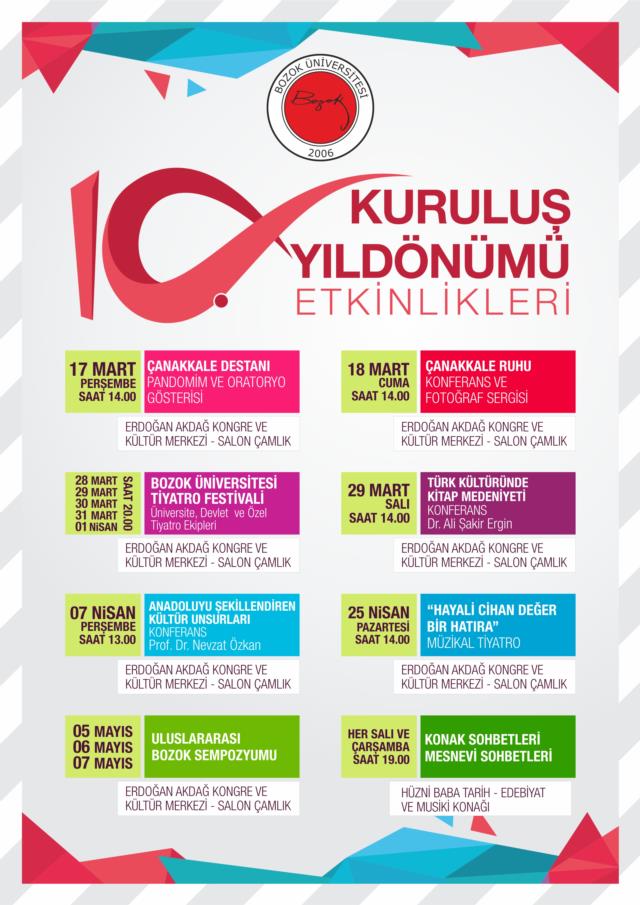 BOZOK ÜNİVERSİTESİ
Bozok
2006
10.
KURULUŞ
YILDÖNÜMÜ
ETKİNLİKLERİ
17 MART
PERŞEMBE
SAAT 14.00
ÇANAKKALE DESTANI
PANDOMİM VE ORATORYO
GÖSTERİSİ
ERDOĞAN AKDAĞ KONGRE VE
KÜLTÜR MERKEZİ - SALON ÇAMLIK
18 MART
CUMA
SAAT 14.00
ÇANAKKALE RUHU
KONFERANS VE
FOTOĞRAF SERGİSİ
ERDOĞAN AKDAĞ KONGRE VE
KÜLTÜR MERKEZİ - SALON ÇAMLIK
28 MART
29 MART
30 MART
31 MART
01 NİSAN
SAAT 20.00
BOZOK ÜNİVERSİTESİ
TİYATRO FESTİVALİ
Üniversite, Devlet ve Özel
Tiyatro Ekipleri
ERDOĞAN AKDAĞ KONGRE VE
KÜLTÜR MERKEZİ - SALON ÇAMLIK
29 MART
SALI
SAAT 14.00
TÜRK KÜLTÜRÜNDE
KİTAP MEDENİYETİ
KONFERANS
Dr. Ali Şakir Ergin
ERDOĞAN AKDAĞ KONGRE VE
KÜLTÜR MERKEZİ - SALON ÇAMLIK
07 NİSAN
PERŞEMBE
SAAT 13.00
ANADOLUYU ŞEKİLLENDİREN
KÜLTÜR UNSURLARI
KONFERANS
Prof. Dr. Nevzat Özkan
ERDOĞAN AKDAĞ KONGRE VE
KÜLTÜR MERKEZİ - SALON ÇAMLIK
25 NİSAN
PAZARTESİ
SAAT 14.00
“HAYALİ CİHAN DEĞER
BİR HATIRA”
MÜZİKAL TİYATRO
ERDOĞAN AKDAĞ KONGRE VE
KÜLTÜR MERKEZİ - SALON ÇAMLIK
05 MAYIS
06 MAYIS
07 MAYIS
ULUSLARARASI
BOZOK SEMPOZYUMU
ERDOĞAN AKDAĞ KONGRE VE
KÜLTÜR MERKEZİ - SALON ÇAMLIK
HER SALI VE
ÇARŞAMBA
SAAT 19.00
KONAK SOHBETLERİ
MESNEVİ SOHBETLERİ
HÜZNİ BABA TARİH - EDEBİYAT
VE MUSİKİ KONAĞI